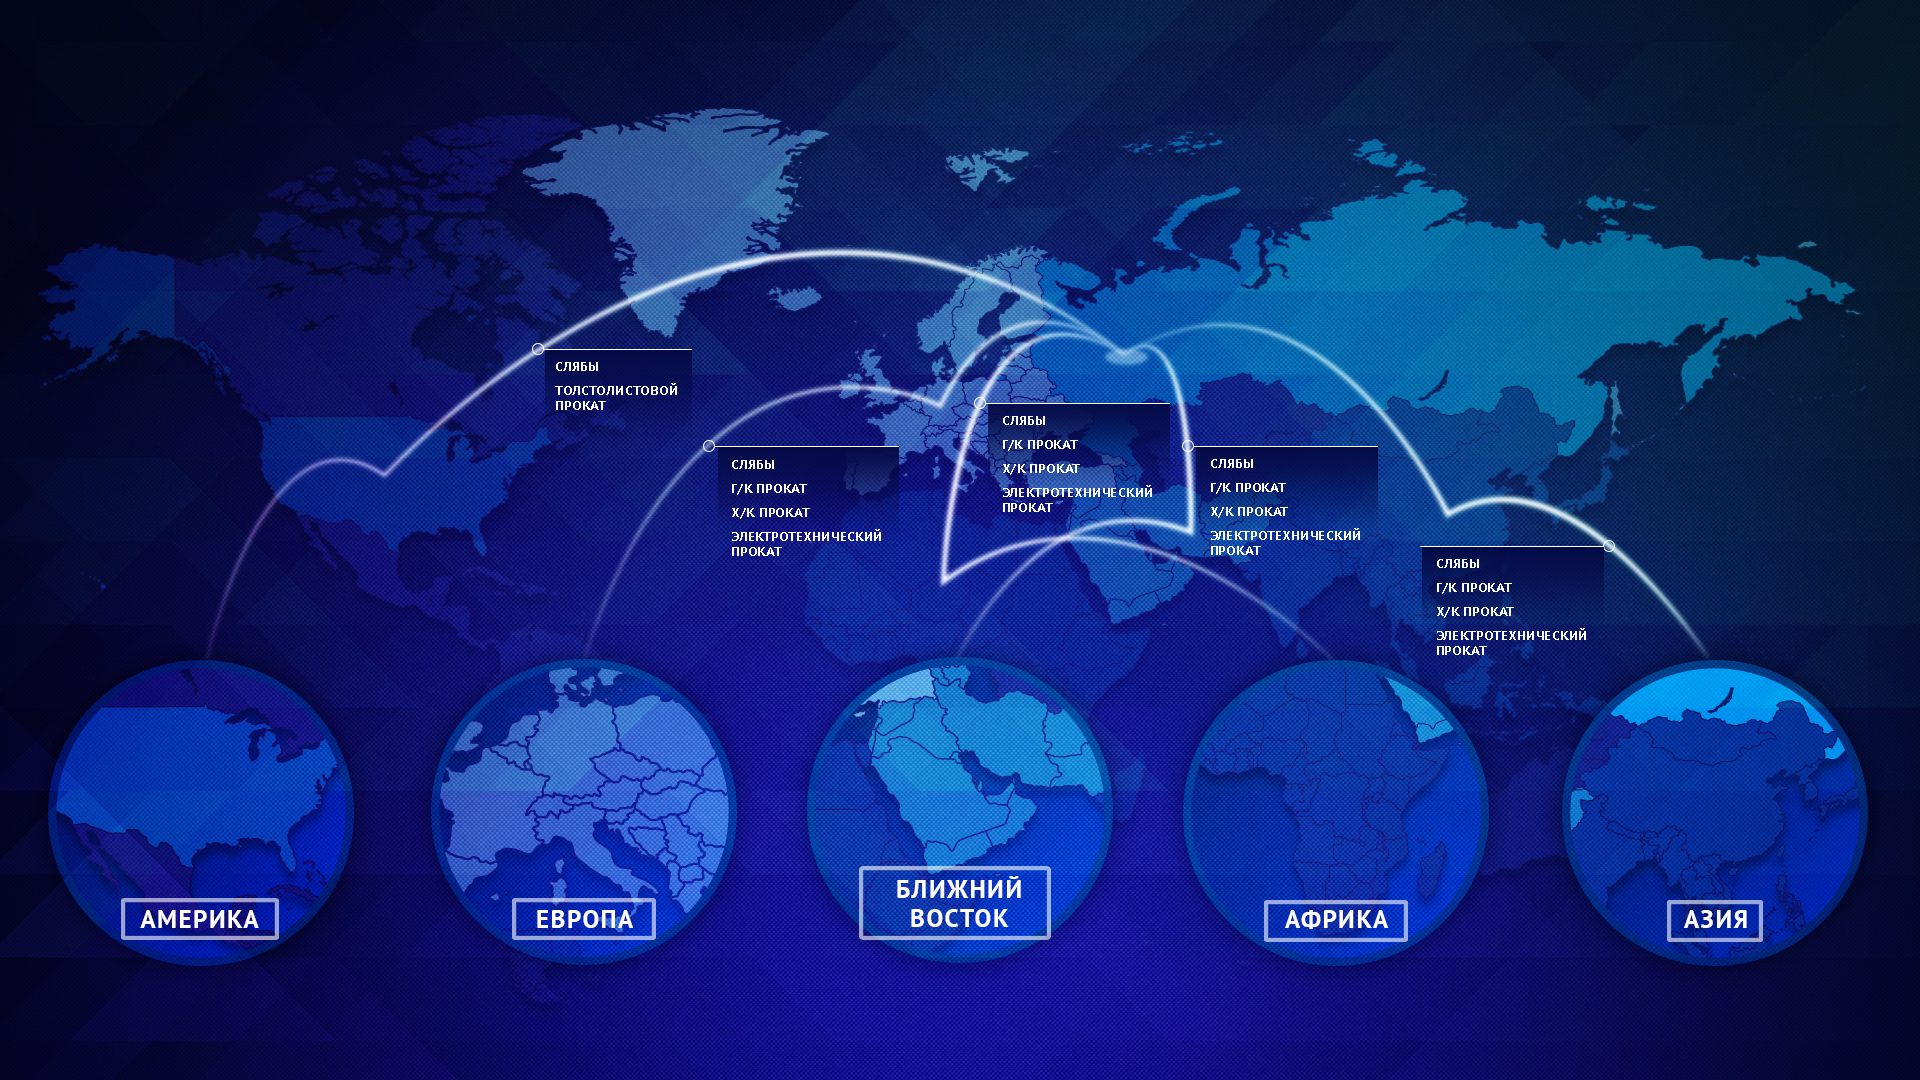 СЛЯБЫ
ТОЛСТОЛИСТОВОЙ
ПРОКАТ
СЛЯБЫ
Г/К ПРОКАТ
Х/К ПРОКАТ
ЭЛЕКТРОТЕХНИЧЕСКИЙ
ПРОКАТ
СЛЯБЫ
Г/К ПРОКАТ
Х/К ПРОКАТ
ЭЛЕКТРОТЕХНИЧЕСКИЙ
ПРОКАТ
СЛЯБЫ
Г/К ПРОКАТ
Х/К ПРОКАТ
ЭЛЕКТРОТЕХНИЧЕСКИЙ
ПРОКАТ
СЛЯБЫ
Г/К ПРОКАТ
Х/К ПРОКАТ
ЭЛЕКТРОТЕХНИЧЕСКИЙ
ПРОКАТ
АМЕРИКА
ЕВРОПА
БЛИЖНИЙ
ВОСТОК
АФРИКА
АЗИЯ